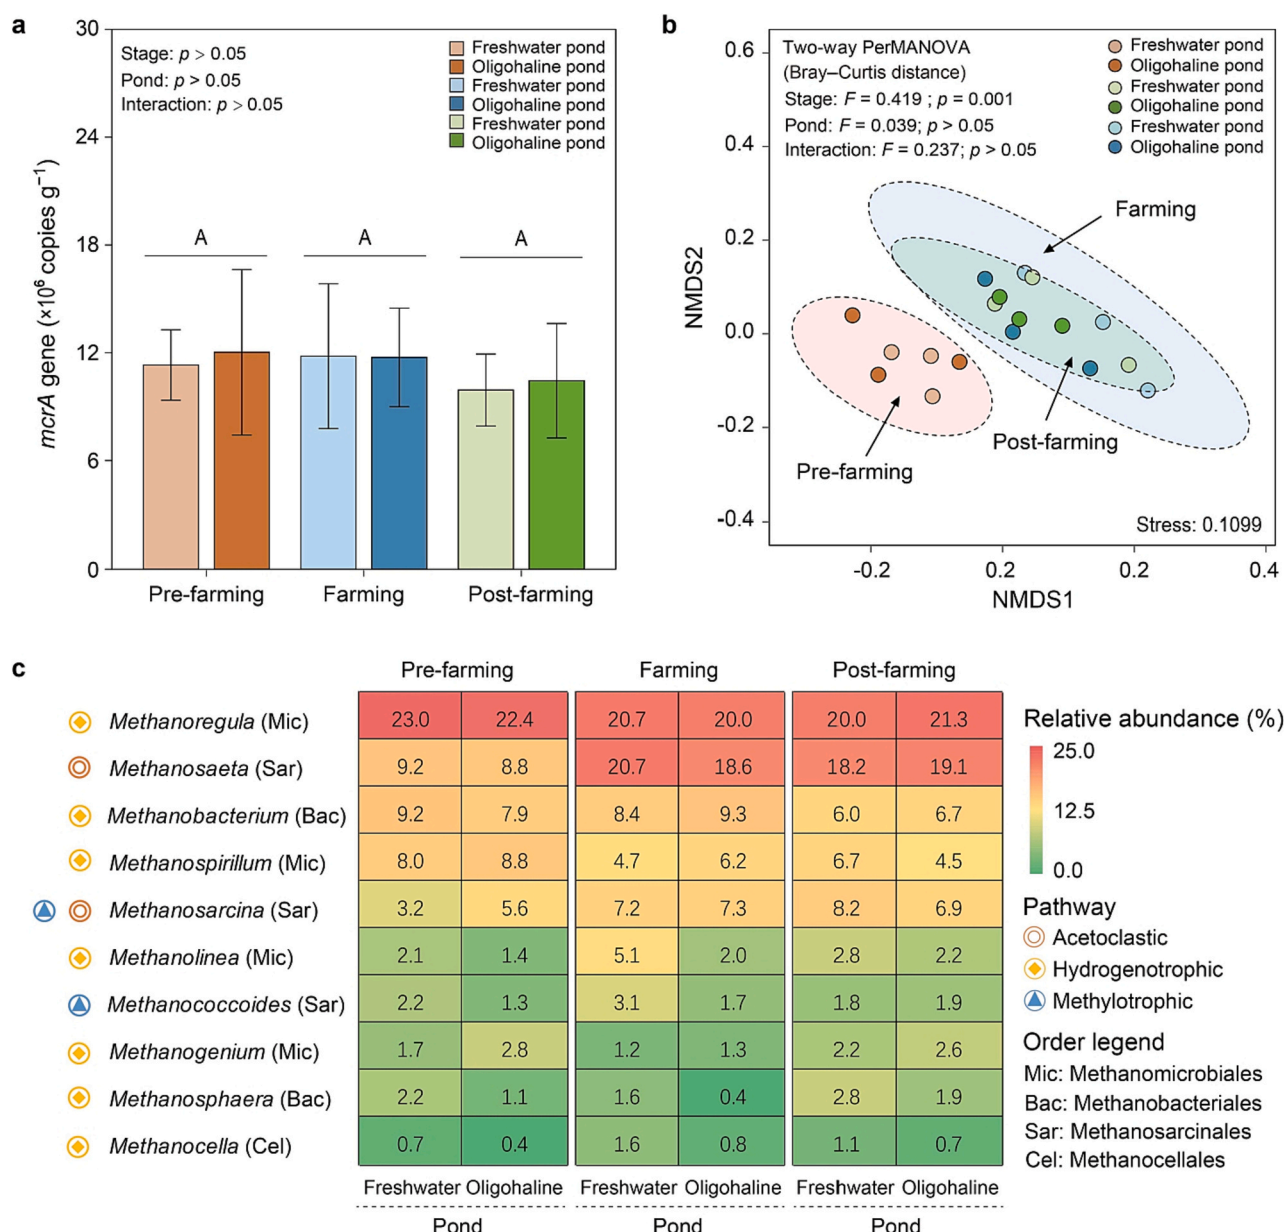 a
30
24
18
12
6
0
mcrA gene (×10⁶ copies g⁻¹)
Stage: p > 0.05
Pond: p > 0.05
Interaction: p > 0.05
Freshwater pond
Oligohaline pond
Freshwater pond
Oligohaline pond
Freshwater pond
Oligohaline pond
A A A
Pre-farming Farming Post-farming
b
0.6
0.4
0.2
0.0
-0.2
-0.4
NMDS2
Two-way PerMANOVA
(Bray–Curtis distance)
Stage: F = 0.419 ; p = 0.001
Pond: F = 0.039; p > 0.05
Interaction: F = 0.237; p > 0.05
Freshwater pond
Oligohaline pond
Freshwater pond
Oligohaline pond
Freshwater pond
Oligohaline pond
Farming
Post-farming
Pre-farming
Stress: 0.1099
-0.2 0.2 0.2 0.4
NMDS1
c
Pre-farming Farming Post-farming
Methanoregula (Mic) 23.0 22.4 20.7 20.0 20.0 21.3
Methanosaeta (Sar) 9.2 8.8 20.7 18.6 18.2 19.1
Methanobacterium (Bac) 9.2 7.9 8.4 9.3 6.0 6.7
Methanospirillum (Mic) 8.0 8.8 4.7 6.2 6.7 4.5
Methanosarcina (Sar) 3.2 5.6 7.2 7.3 8.2 6.9
Methanolinea (Mic) 2.1 1.4 5.1 2.0 2.8 2.2
Methanococcoides (Sar) 2.2 1.3 3.1 1.7 1.8 1.9
Methanogenium (Mic) 1.7 2.8 1.2 1.3 2.2 2.6
Methanosphaera (Bac) 2.2 1.1 1.6 0.4 2.8 1.9
Methanocella (Cel) 0.7 0.4 1.6 0.8 1.1 0.7
Freshwater Oligohaline Freshwater Oligohaline Freshwater Oligohaline
Pond Pond Pond
Relative abundance (%)
25.0
12.5
0.0
Pathway
Acetoclastic
Hydrogenotrophic
Methylotrophic
Order legend
Mic: Methanomicrobiales
Bac: Methanobacteriales
Sar: Methanosarcinales
Cel: Methanocellales